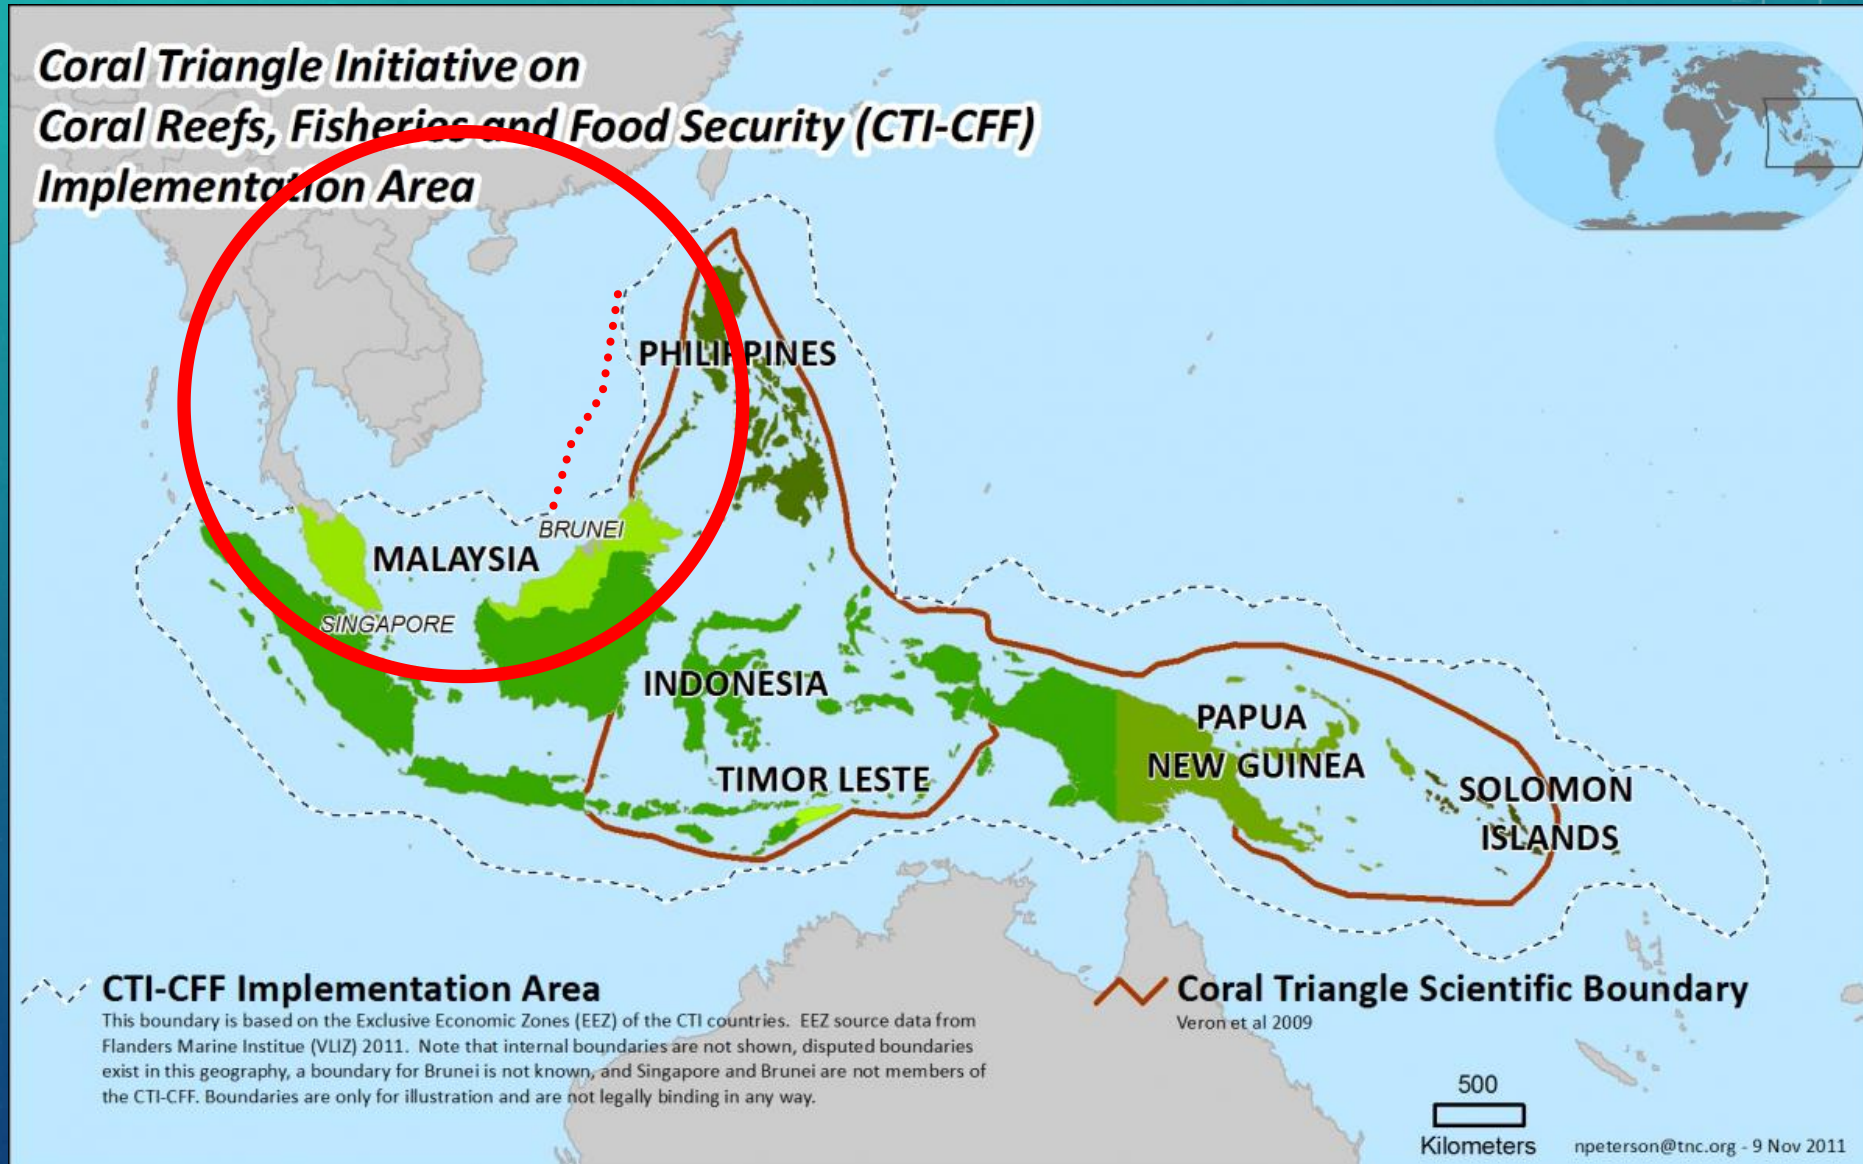 Coral Triangle Initiative on
Coral Reefs, Fisheries and Food Security (CTI-CFF)
Implementation Area
PHILIPPINES
BRUNEI
MALAYSIA
SINGAPORE
INDONESIA
PAPUA
NEW GUINEA
TIMOR LESTE
SOLOMON
ISLANDS
CTI-CFF Implementation Area
This boundary is based on the Exclusive Economic Zones (EEZ) of the CTI countries. EEZ source data from
Flanders Marine Institue (VLIZ) 2011. Note that internal boundaries are not shown, disputed boundaries
exist in this geography, a boundary for Brunei is not known, and Singapore and Brunei are not members of
the CTI-CFF. Boundaries are only for illustration and are not legally binding in any way.
Coral Triangle Scientific Boundary
Veron et al 2009
500
Kilometers
npeterson@tnc.org - 9 Nov 2011